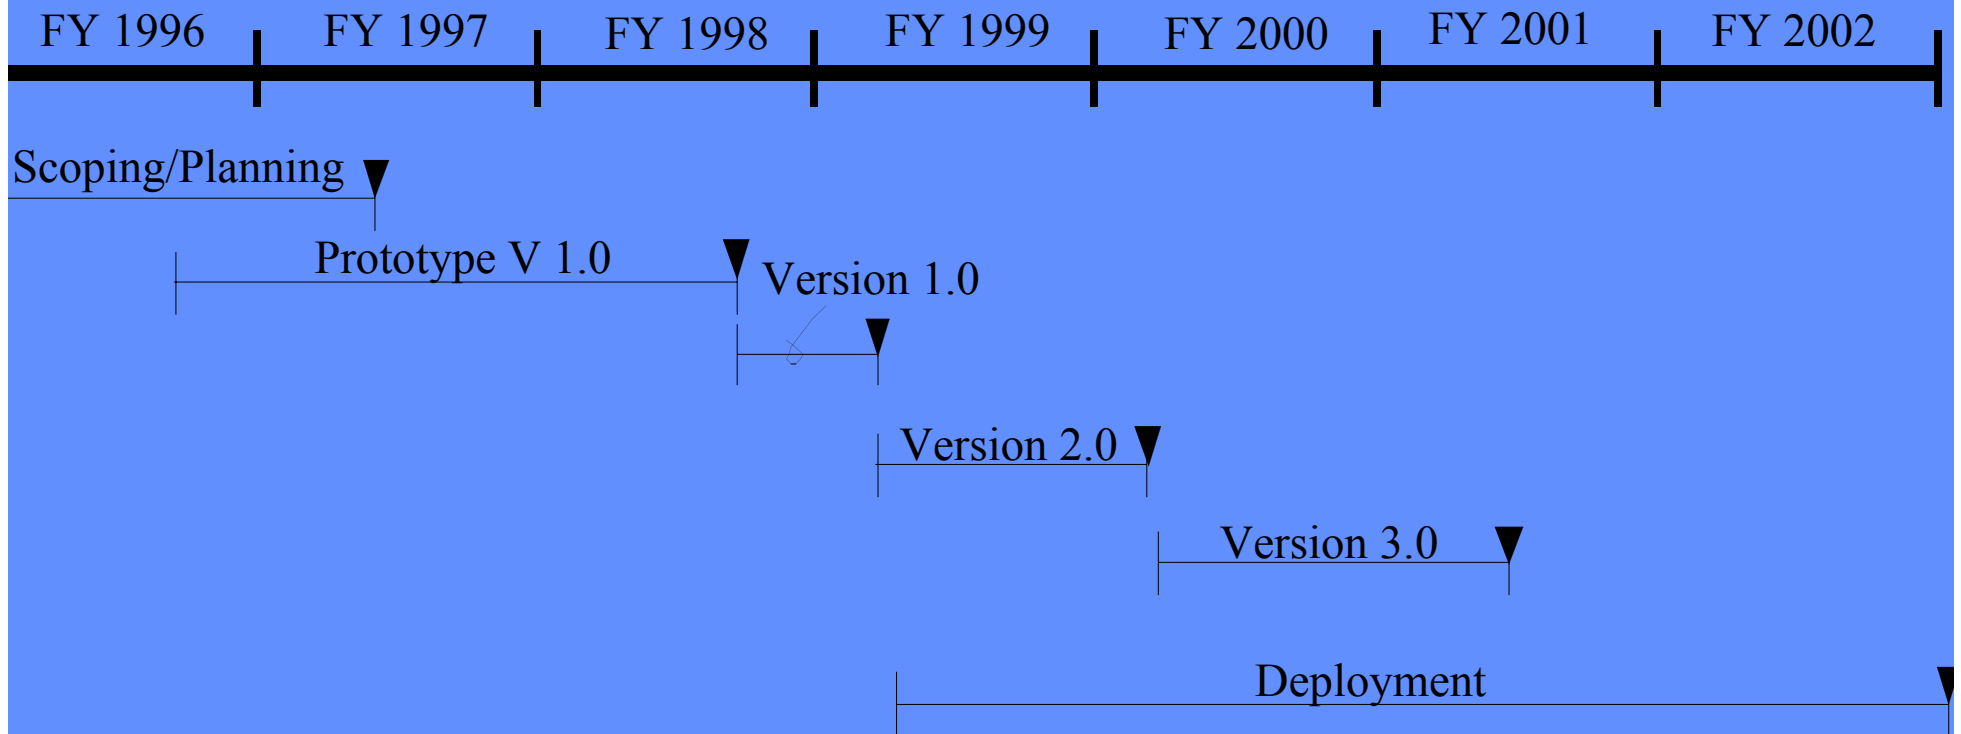 FY 1996 FY 1997 FY 1998 FY 1999 FY 2000 FY 2001 FY 2002
Scoping/Planning
Prototype V 1.0
Version 1.0
Version 2.0
Version 3.0
Deployment